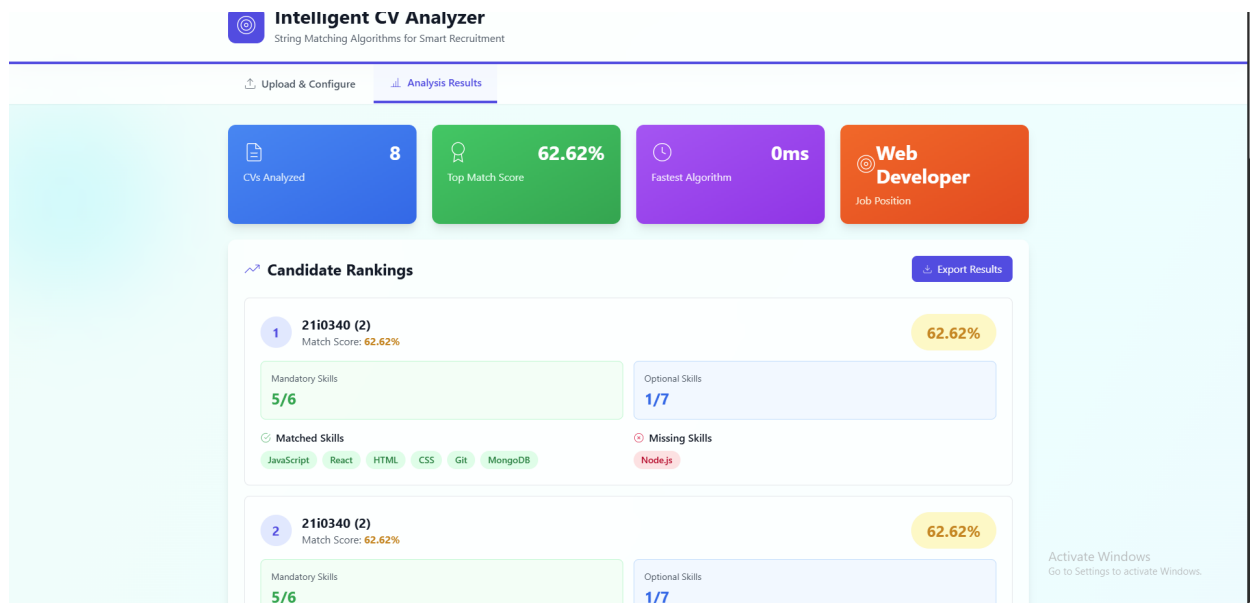 Intelligent CV Analyzer
String Matching Algorithms for Smart Recruitment
Upload & Configure
Analysis Results
8
CVs Analyzed
62.62%
Top Match Score
0ms
Fastest Algorithm
Web
Developer
Job Position
Candidate Rankings
Export Results
1
21i0340 (2)
Match Score: 62.62%
62.62%
Mandatory Skills
5/6
Optional Skills
1/7
Matched Skills
JavaScript React HTML CSS Git MongoDB
Missing Skills
Node.js
2
21i0340 (2)
Match Score: 62.62%
62.62%
Mandatory Skills
5/6
Optional Skills
1/7
Activate Windows
Go to Settings to activate Windows.